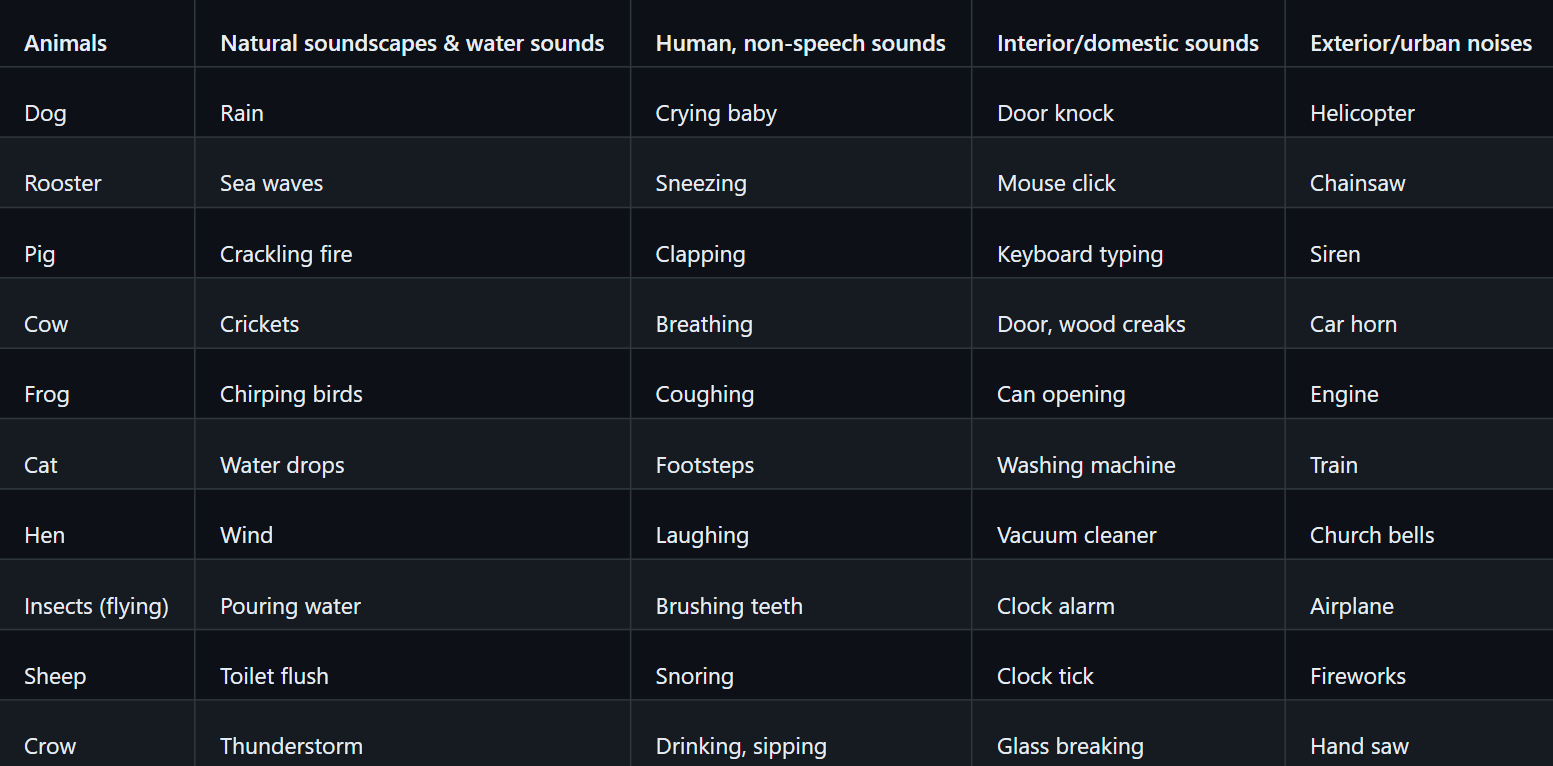 Animals Natural soundscapes & water sounds Human, non-speech sounds Interior/domestic sounds Exterior/urban noises
Dog Rain Crying baby Door knock Helicopter
Rooster Sea waves Sneezing Mouse click Chainsaw
Pig Crackling fire Clapping Keyboard typing Siren
Cow Crickets Breathing Door, wood creaks Car horn
Frog Chirping birds Coughing Can opening Engine
Cat Water drops Footsteps Washing machine Train
Hen Wind Laughing Vacuum cleaner Church bells
Insects (flying) Pouring water Brushing teeth Clock alarm Airplane
Sheep Toilet flush Snoring Clock tick Fireworks
Crow Thunderstorm Drinking, sipping Glass breaking Hand saw